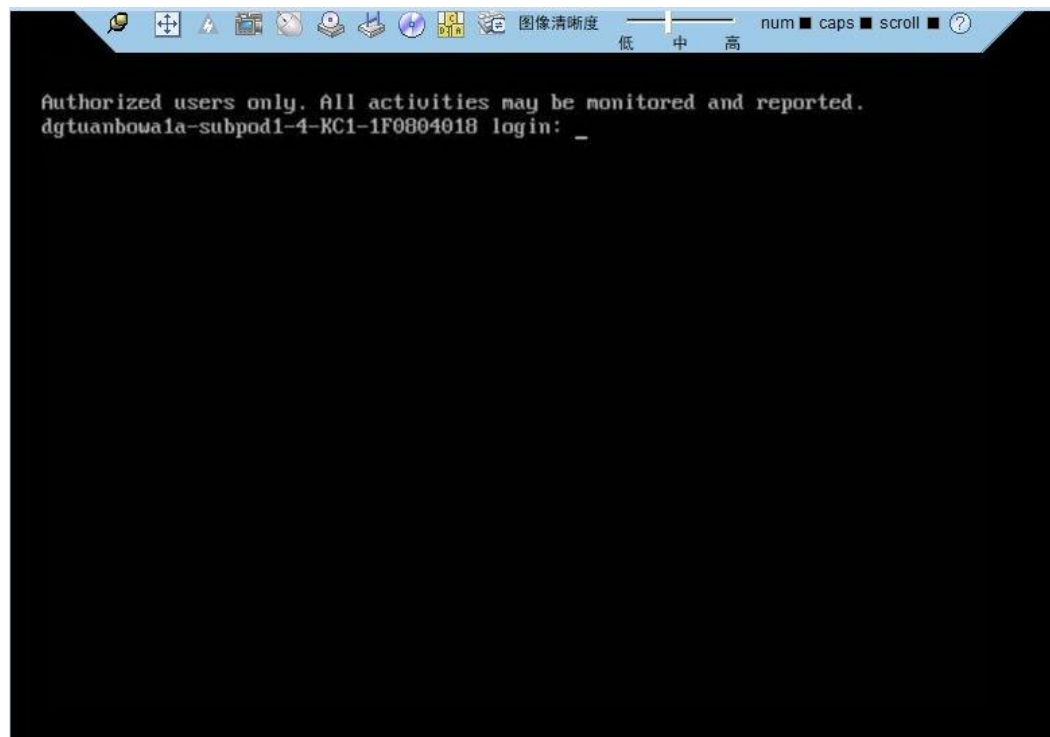 图像清晰度 num caps scroll ?
低 中 高
Authorized users only. All activities may be monitored and reported.
dgtuanbowa1a-subpod1-4-KC1-1F0804018 login: _